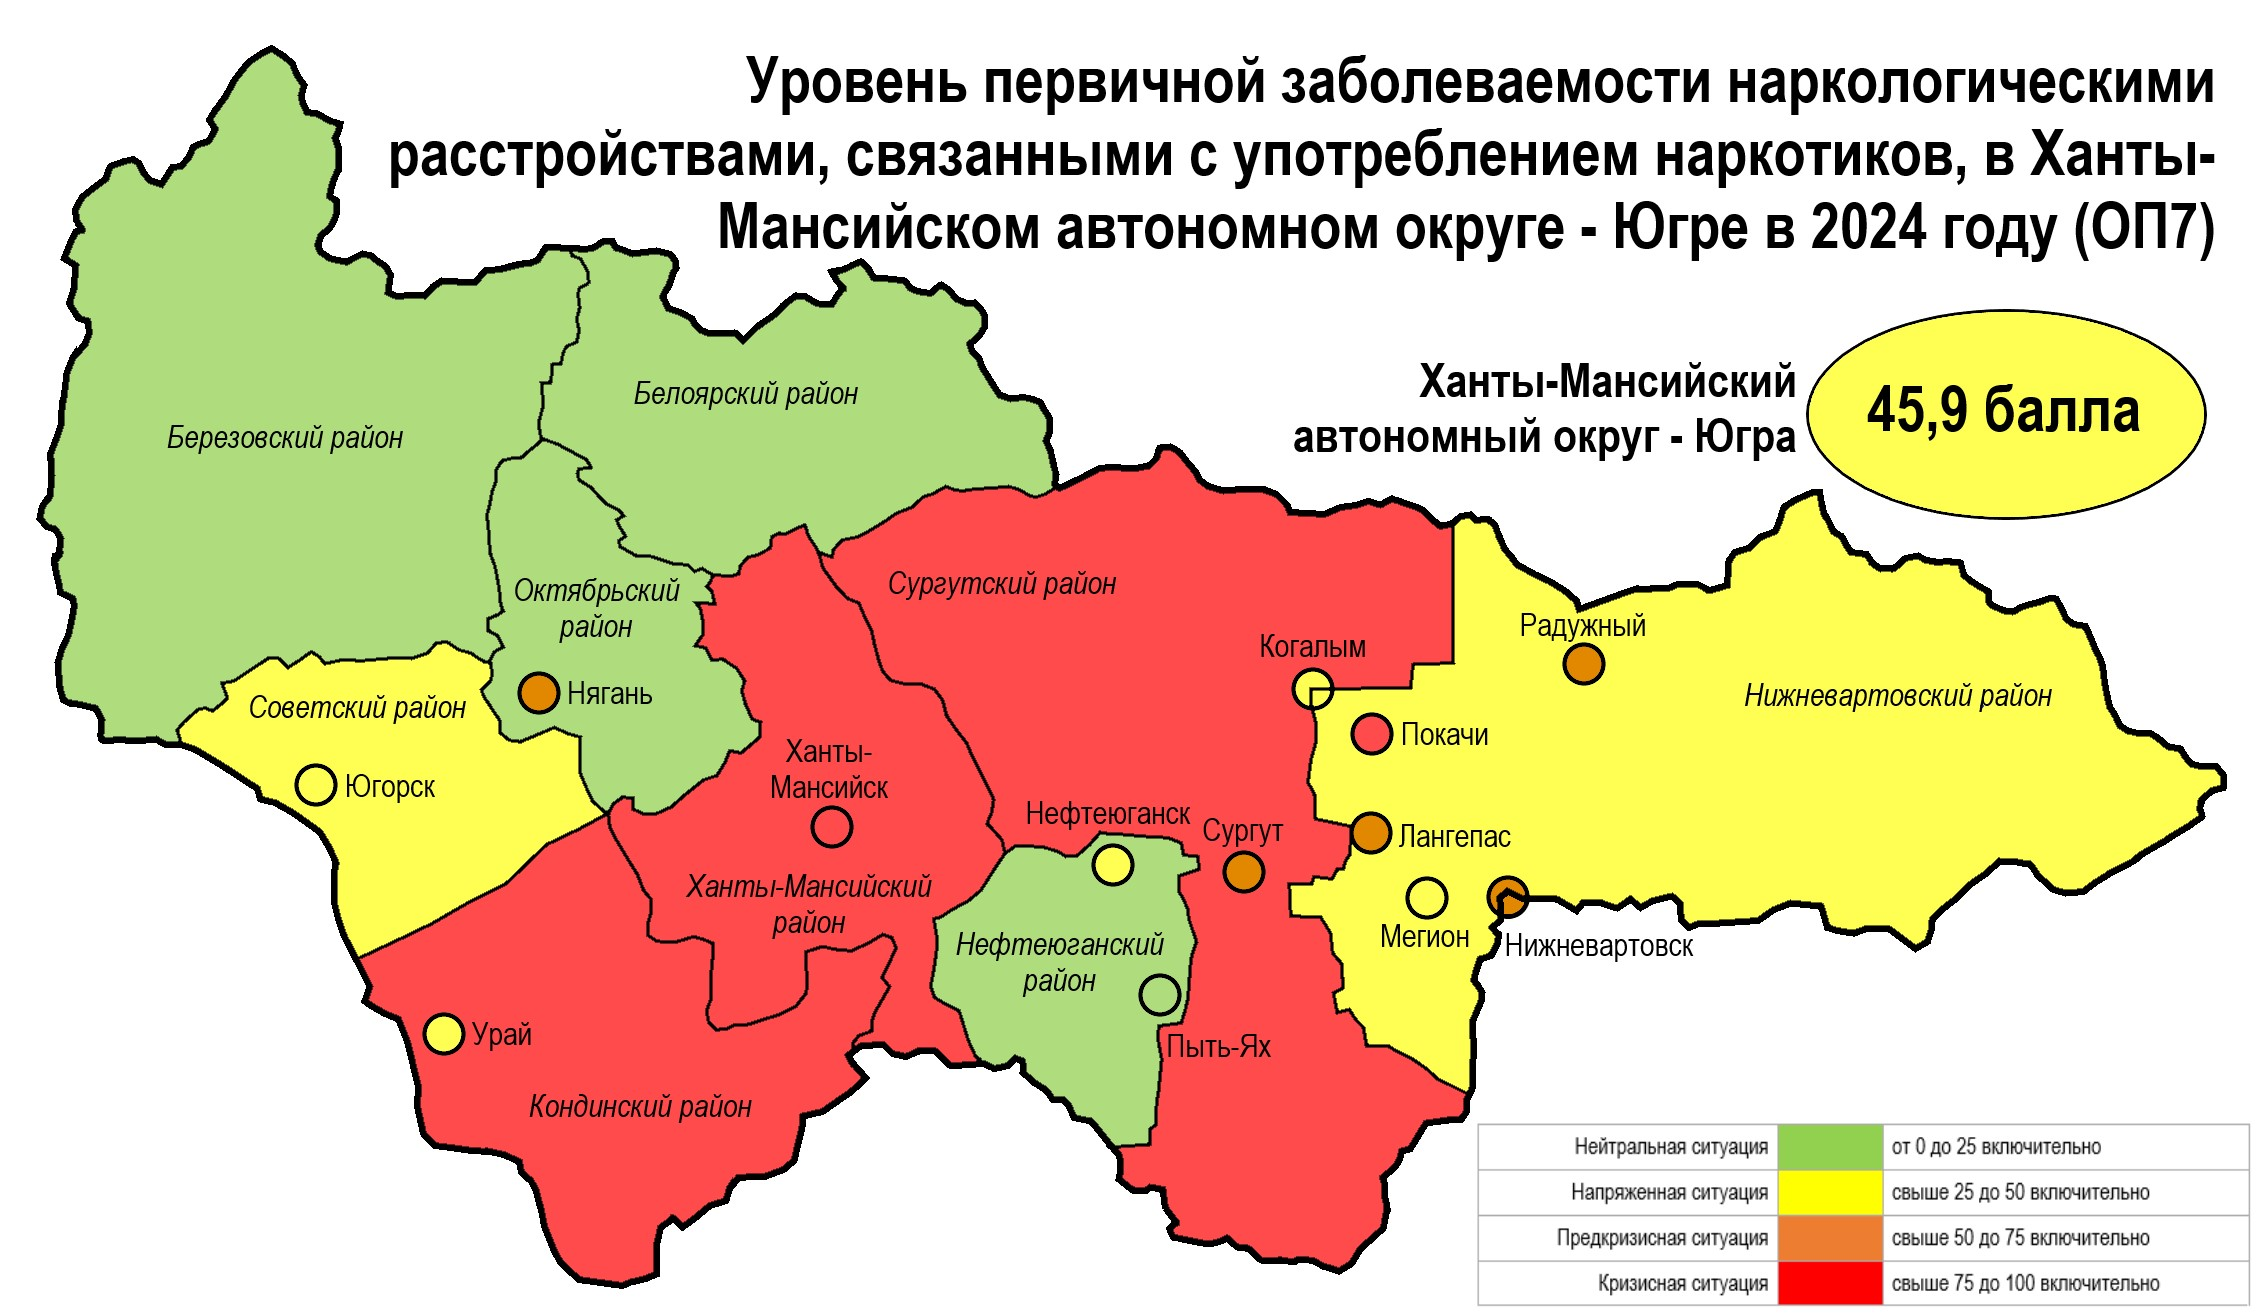 Уровень первичной заболеваемости наркологическими
расстройствами, связанными с употреблением наркотиков, в Ханты-
Мансийском автономном округе - Югре в 2024 году (ОП7)
Ханты-Мансийский
автономный округ - Югра
45,9 балла
Белоярский район
Березовский район
Октябрьский
район
Сургутский район
Радужный
Когалым
Нижневартовский район
Советский район
Нягань
Покачи
Ханты-
Мансийск
Югорск
Нефтеюганск
Сургут
Лангепас
Ханты-Мансийский
район
Мегион
Нижневартовск
Нефтеюганский
район
Урай
Пыть-Ях
Кондинский район
Нейтральная ситуация от 0 до 25 включительно
Напряженная ситуация свыше 25 до 50 включительно
Предкризисная ситуация свыше 50 до 75 включительно
Кризисная ситуация свыше 75 до 100 включительно